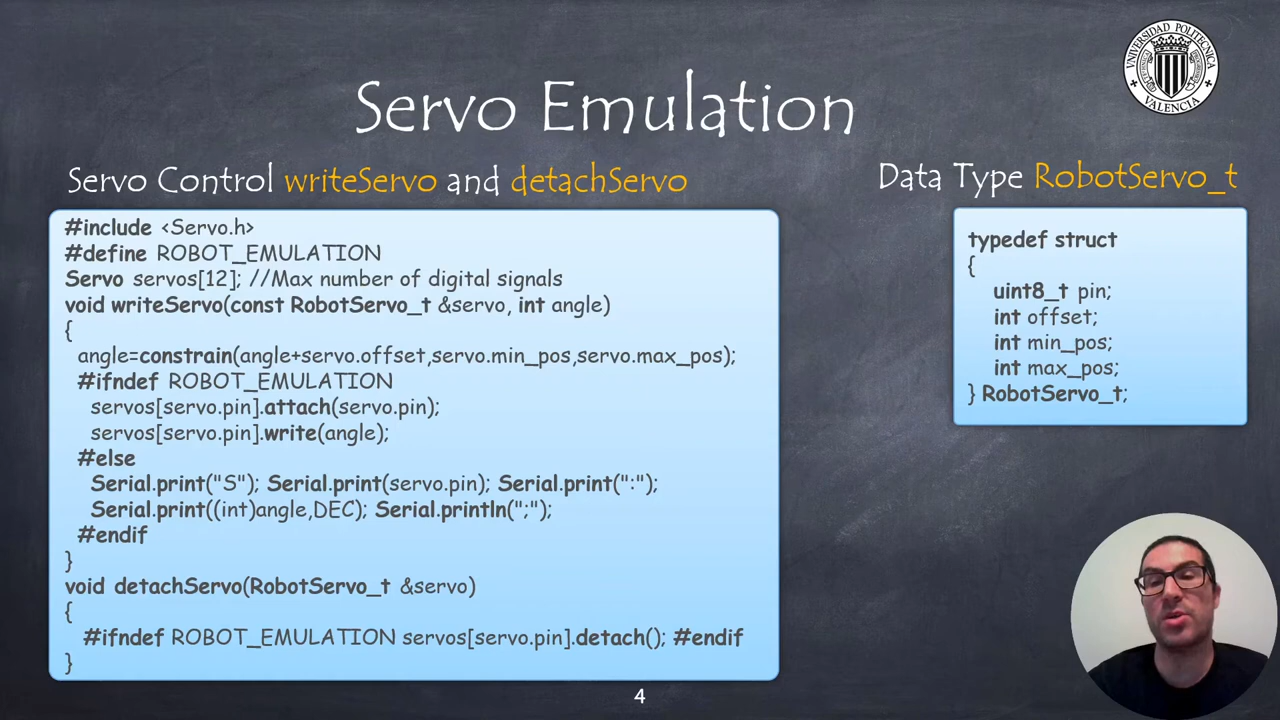 UNIVERSIDAD POLITECNICA
VALENCIA
Servo Emulation
Servo Control writeServo and detachServo
#include <Servo.h>
#define ROBOT_EMULATION
Servo servos[12]; //Max number of digital signals
void writeServo(const RobotServo_t &servo, int angle)
{
angle=constrain(angle+servo.offset,servo.min_pos,servo.max_pos);
#ifndef ROBOT_EMULATION
servos[servo.pin].attach(servo.pin);
servos[servo.pin].write(angle);
#else
Serial.print("S"); Serial.print(servo.pin); Serial.print(":");
Serial.print((int)angle,DEC); Serial.println(";");
#endif
}
void detachServo(RobotServo_t &servo)
{
#ifndef ROBOT_EMULATION servos[servo.pin].detach(); #endif
}
Data Type RobotServo_t
typedef struct
{
uint8_t pin;
int offset;
int min_pos;
int max_pos;
} RobotServo_t;
4